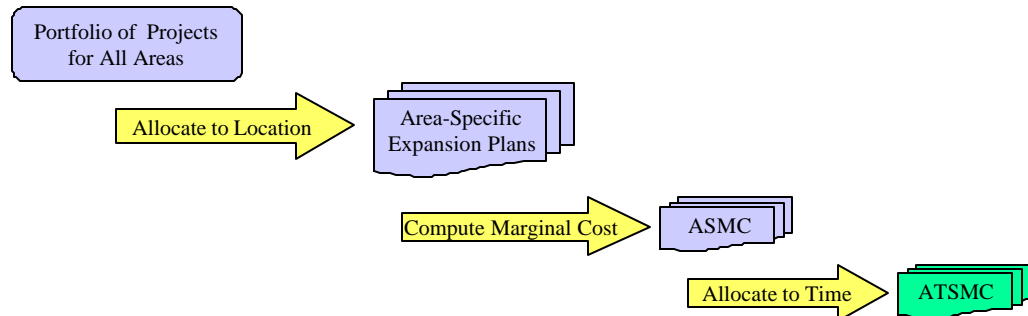 Portfolio of Projects
for All Areas
Allocate to Location
Area-Specific
Expansion Plans
Compute Marginal Cost
ASMC
Allocate to Time
ATSMC